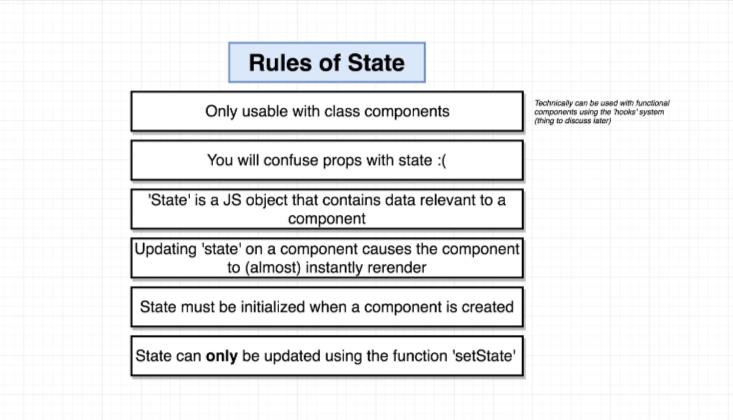 Rules of State
Only usable with class components
Technically can be used with functional
components using the 'hooks' system
(thing to discuss later)
You will confuse props with state :(
'State' is a JS object that contains data relevant to a
component
Updating 'state' on a component causes the component
to (almost) instantly rerender
State must be initialized when a component is created
State can only be updated using the function 'setState'